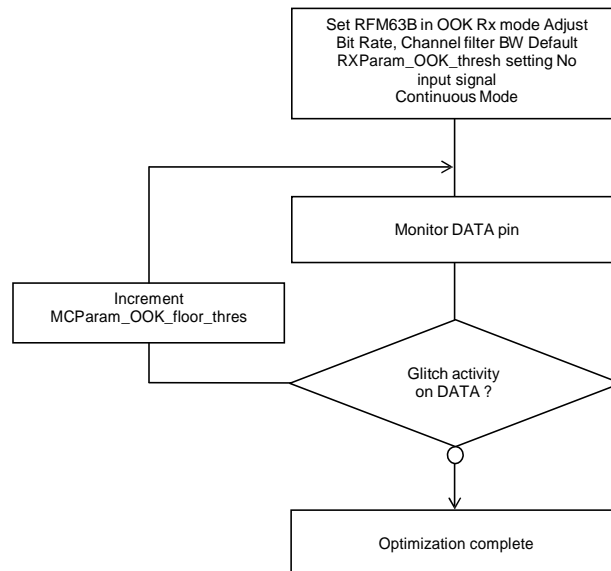 Set RFM63B in OOK Rx mode Adjust
Bit Rate, Channel filter BW Default
RXParam_OOK_thresh setting No
input signal
Continuous Mode
Monitor DATA pin
Increment
MCParam_OOK_floor_thres
Glitch activity
on DATA ?
Optimization complete